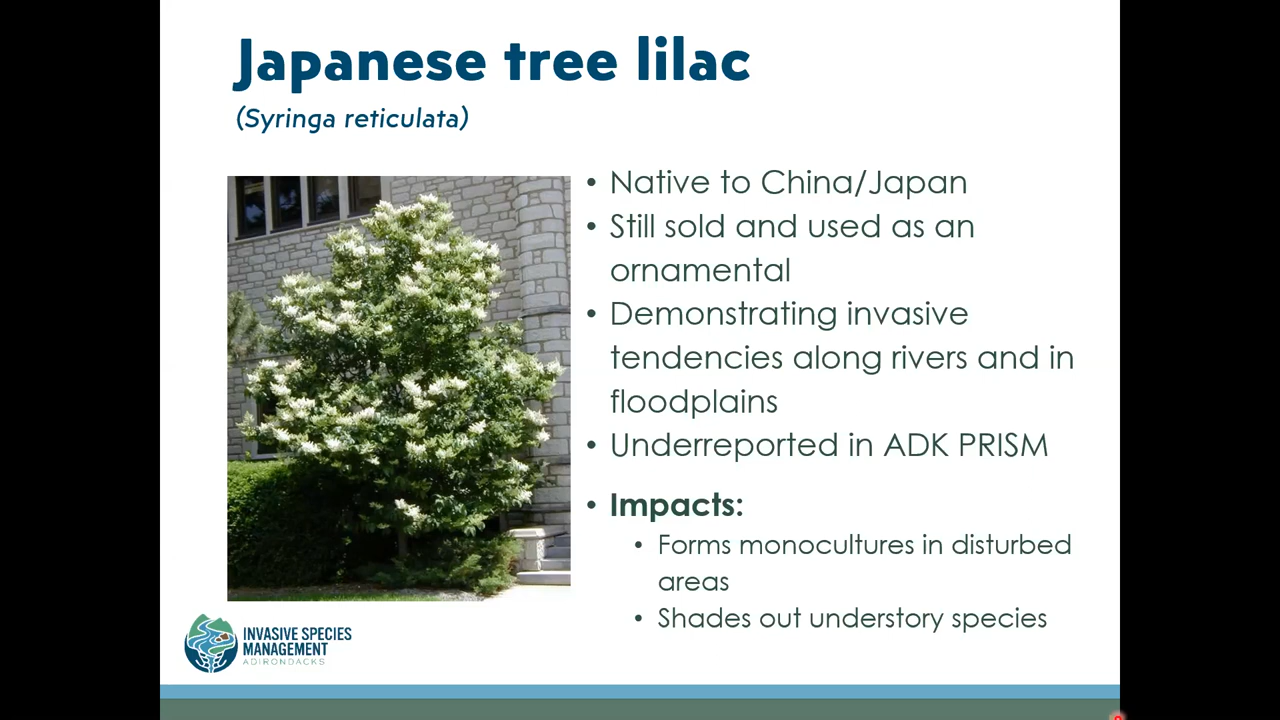 Japanese tree lilac
(Syringa reticulata)
• Native to China/Japan
• Still sold and used as an
ornamental
• Demonstrating invasive
tendencies along rivers and in
floodplains
• Underreported in ADK PRISM
• Impacts:
• Forms monocultures in disturbed
areas
• Shades out understory species
INVASIVE SPECIES
MANAGEMENT
ADIRONDACKS